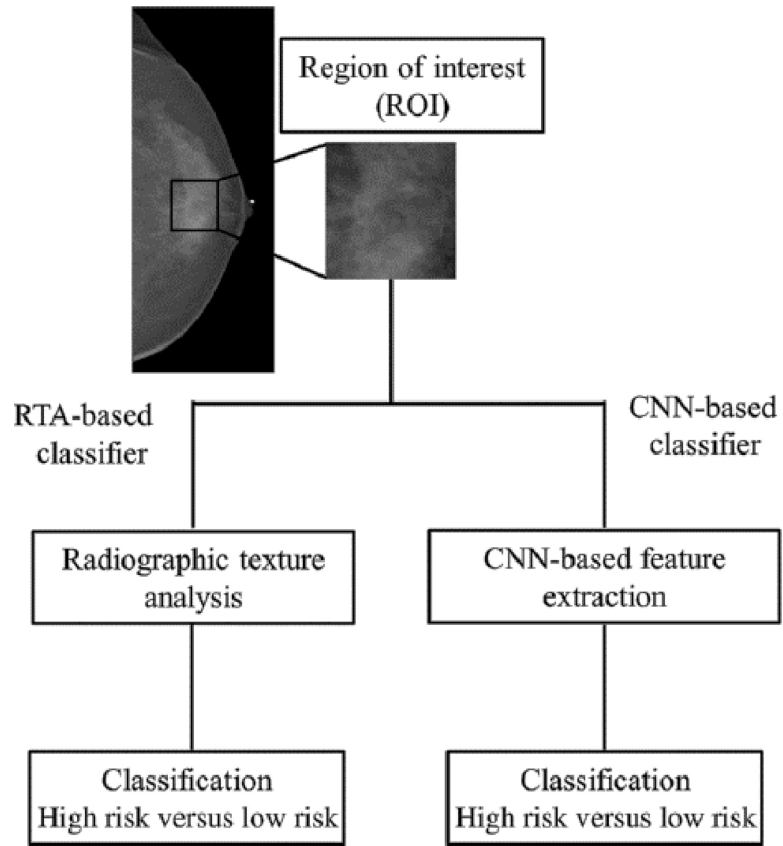 Region of interest
(ROI)
RTA-based
classifier
CNN-based
classifier
Radiographic texture
analysis
CNN-based feature
extraction
Classification
High risk versus low risk
Classification
High risk versus low risk